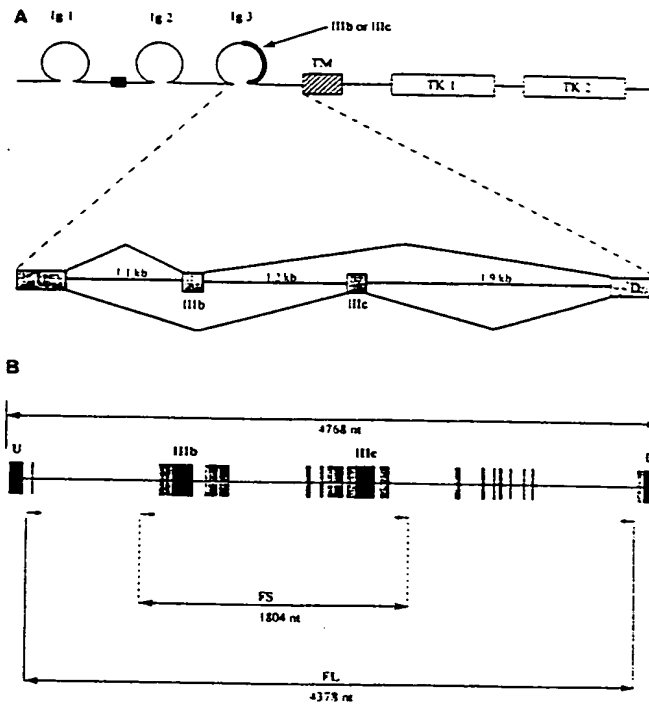 A
Ig 1 Ig 2 Ig 3
IIIb or IIIc
TM
TK 1 TK 2
1.1 kb 1.2 kb 1.9 kb
IIIb IIIc
B
4768 nt
U IIIb IIIc
FS
1804 nt
FL
4378 nt